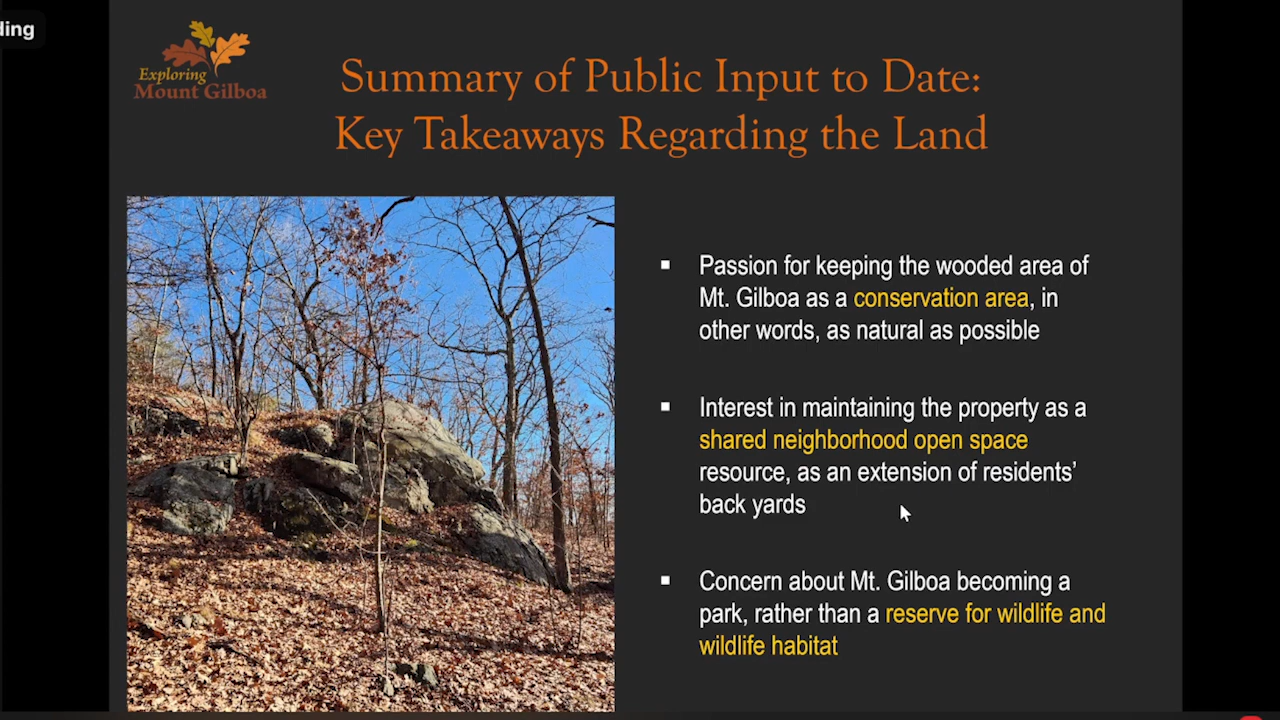 ding
Exploring
Mount Gilboa
Summary of Public Input to Date:
Key Takeaways Regarding the Land
▪ Passion for keeping the wooded area of
Mt. Gilboa as a conservation area, in
other words, as natural as possible
▪ Interest in maintaining the property as a
shared neighborhood open space
resource, as an extension of residents’
back yards
▪ Concern about Mt. Gilboa becoming a
park, rather than a reserve for wildlife and
wildlife habitat